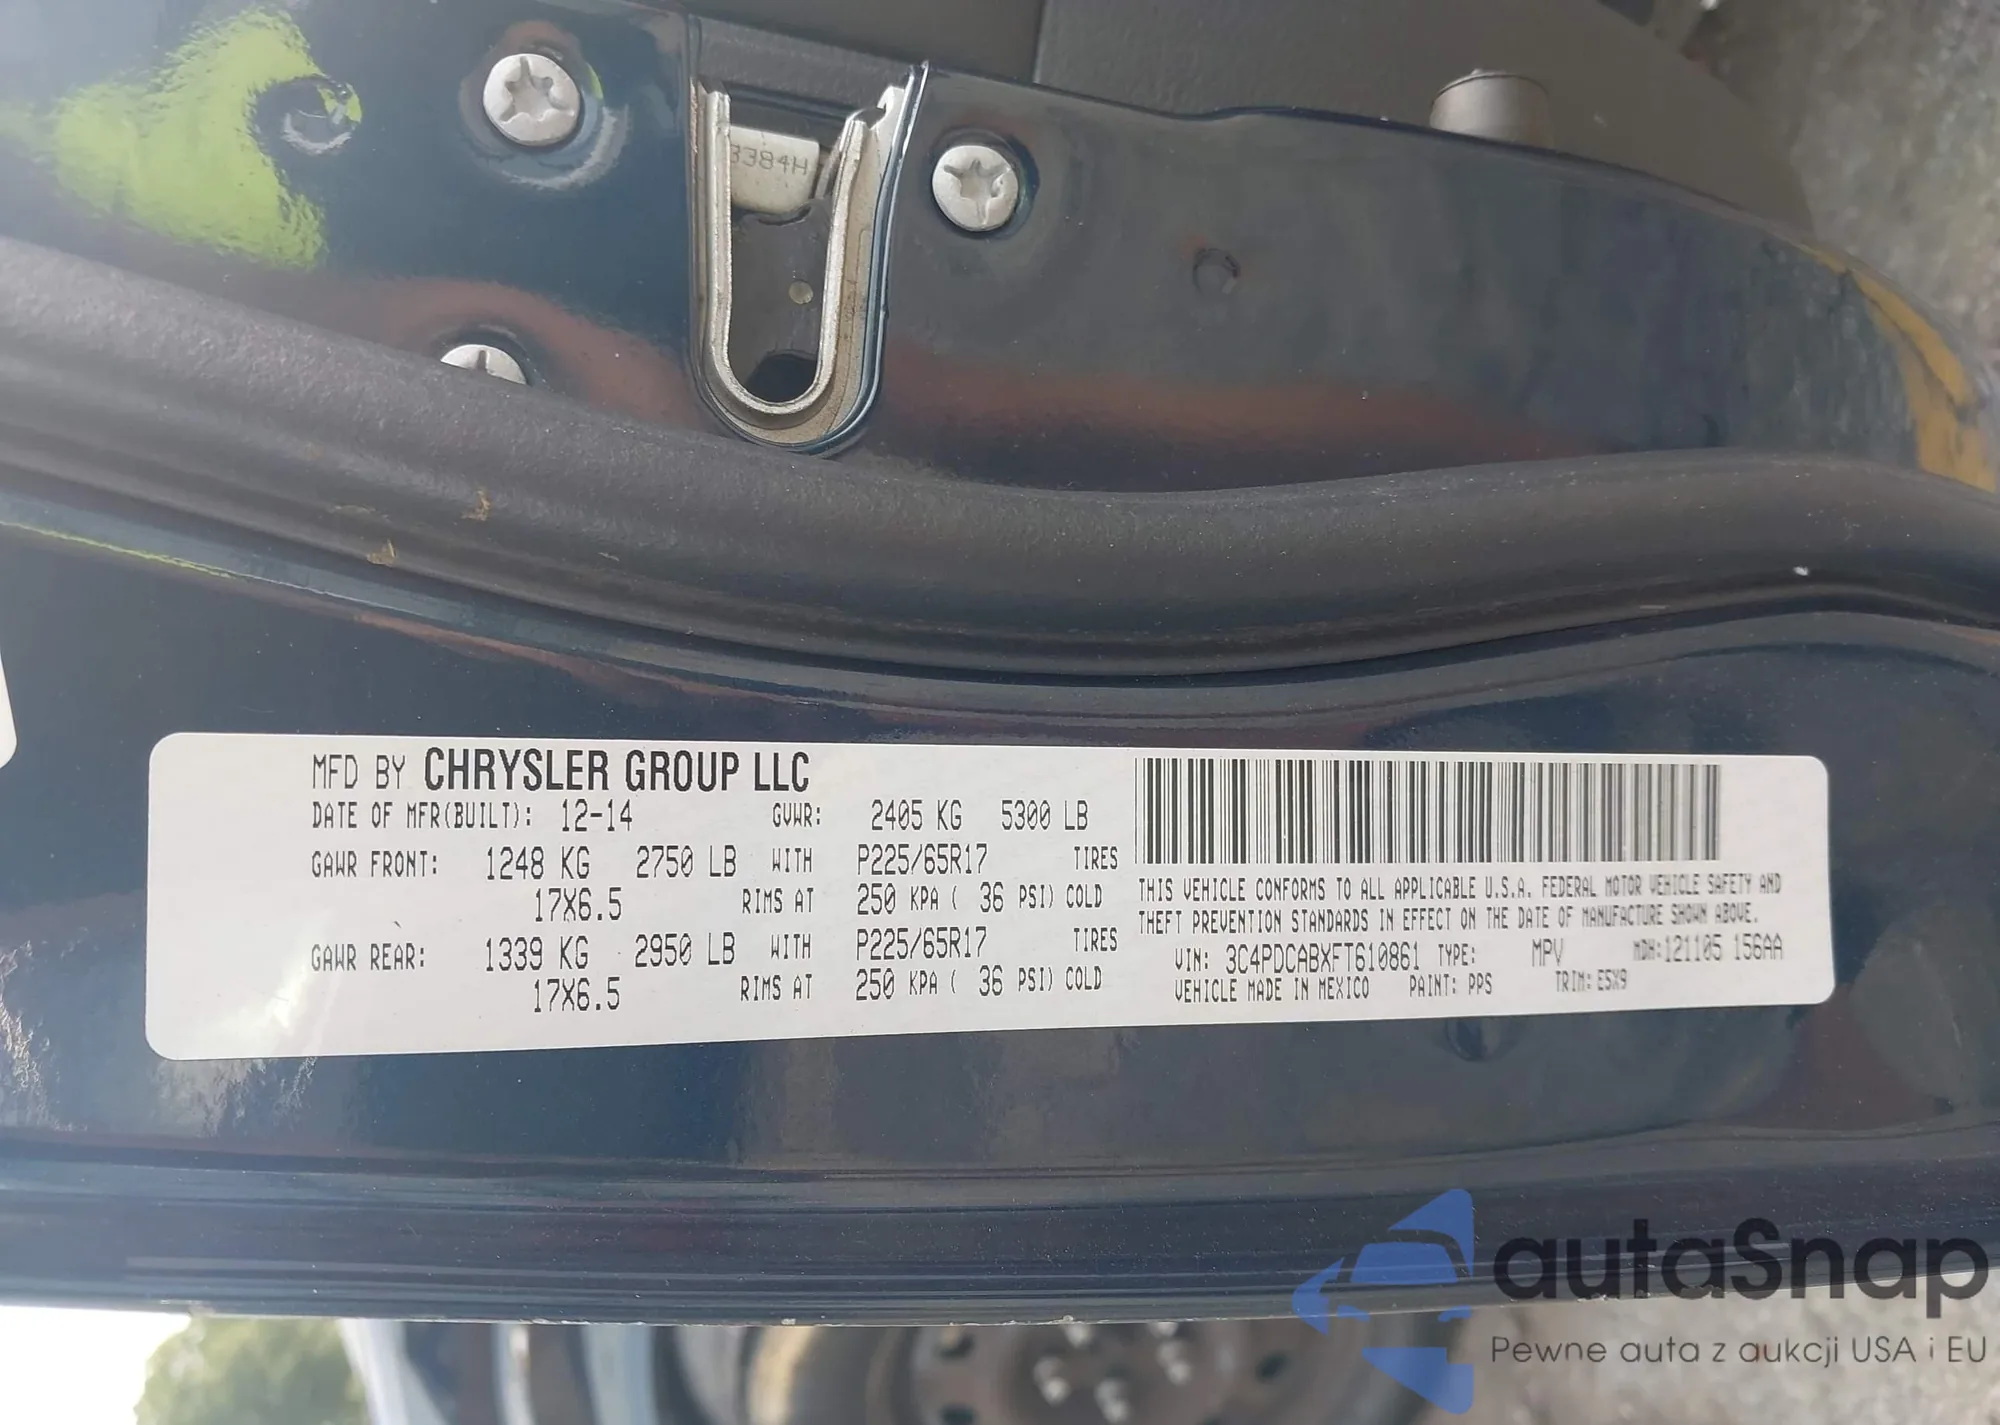 3384H
MFD BY CHRYSLER GROUP LLC
DATE OF MFR(BUILT): 12-14 GVWR: 2405 KG 5300 LB
GAWR FRONT: 1248 KG 2750 LB WITH P225/65R17 TIRES
17X6.5 RIMS AT 250 KPA ( 36 PSI) COLD
GAWR REAR: 1339 KG 2950 LB WITH P225/65R17 TIRES
17X6.5 RIMS AT 250 KPA ( 36 PSI) COLD
THIS VEHICLE CONFORMS TO ALL APPLICABLE U.S.A. FEDERAL MOTOR VEHICLE SAFETY AND
THEFT PREVENTION STANDARDS IN EFFECT ON THE DATE OF MANUFACTURE SHOWN ABOVE.
VIN: 3C4PDCABXFT610861 TYPE: MPV MDH:121105 156AA
VEHICLE MADE IN MEXICO PAINT: PPS TRIM: E5X9
autaSnap
Pewne auta z aukcji USA i EU